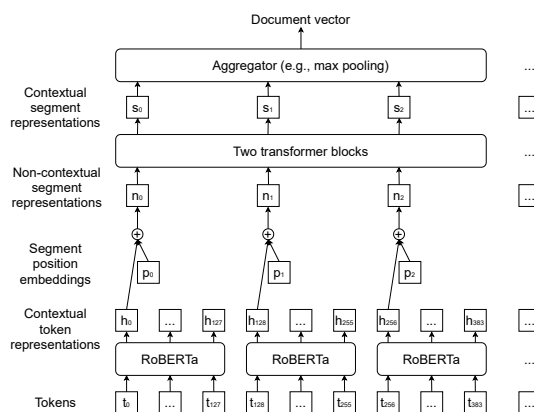 Document vector
Aggregator (e.g., max pooling) ...
Contextual
segment
representations
s0 s1 s2 ...
Two transformer blocks ...
Non-contextual
segment
representations
n0 n1 n2 ...
Segment
position
embeddings
p0 p1 p2
Contextual
token
representations
h0 ... h127 h128 ... h255 h256 ... h383 ...
RoBERTa RoBERTa RoBERTa
Tokens t0 ... t127 t128 ... t255 t256 ... t383 ...